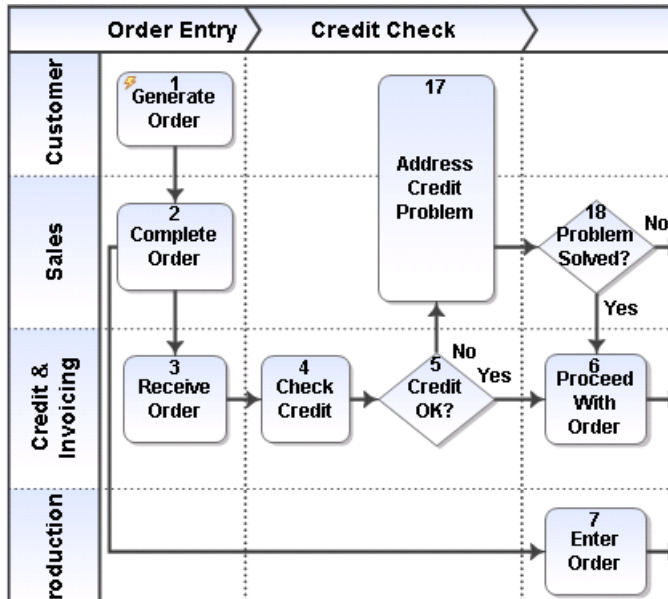 Order Entry
Credit Check
Customer
Sales
Credit &
Invoicing
roduction
1
Generate
Order
2
Complete
Order
3
Receive
Order
4
Check
Credit
5
Credit
OK?
No
Yes
17
Address
Credit
Problem
18
Problem
Solved?
No
Yes
6
Proceed
With
Order
7
Enter
Order